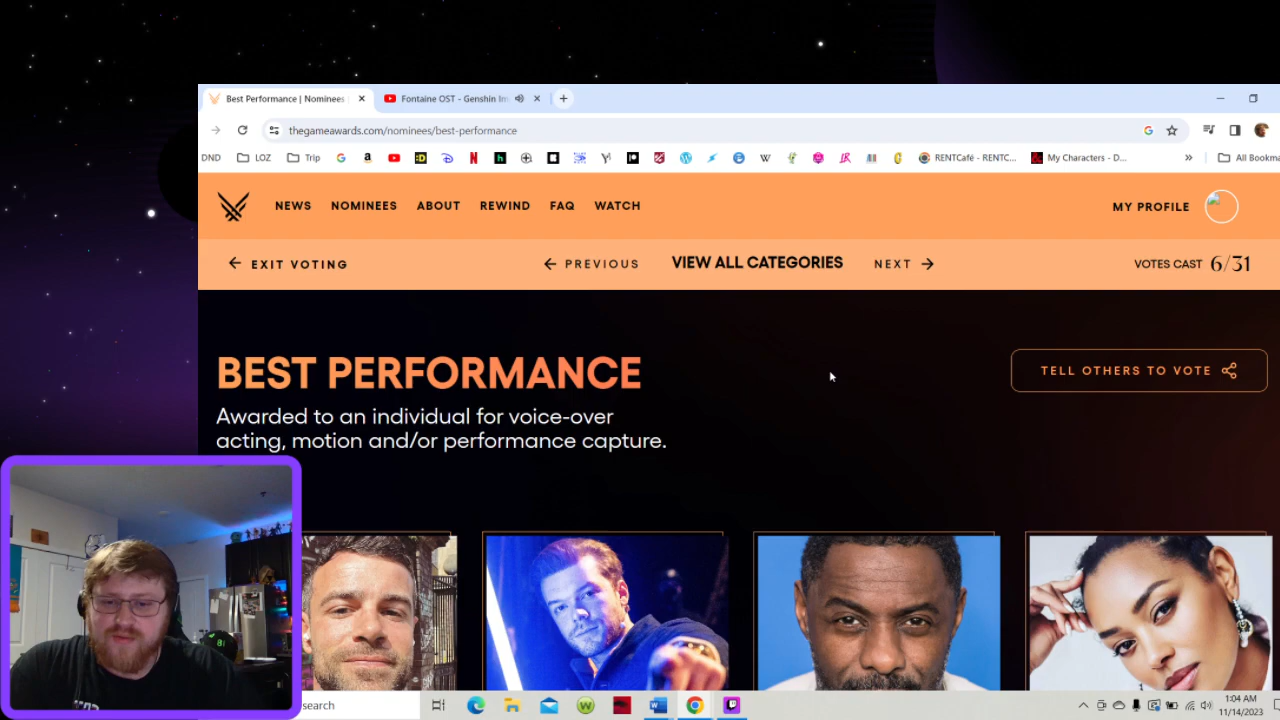 Best Performance | Nominees
Fontaine OST - Genshin Im
thegameawards.com/nominees/best-performance
DND
LOZ
Trip
RENTCafé - RENTC...
My Characters - D...
»
All Bookma
NEWS
NOMINEES
ABOUT
REWIND
FAQ
WATCH
MY PROFILE
EXIT VOTING
PREVIOUS
VIEW ALL CATEGORIES
NEXT
VOTES CAST 6/31
BEST PERFORMANCE
TELL OTHERS TO VOTE
Awarded to an individual for voice-over
acting, motion and/or performance capture.
search
1:04 AM
11/14/2023